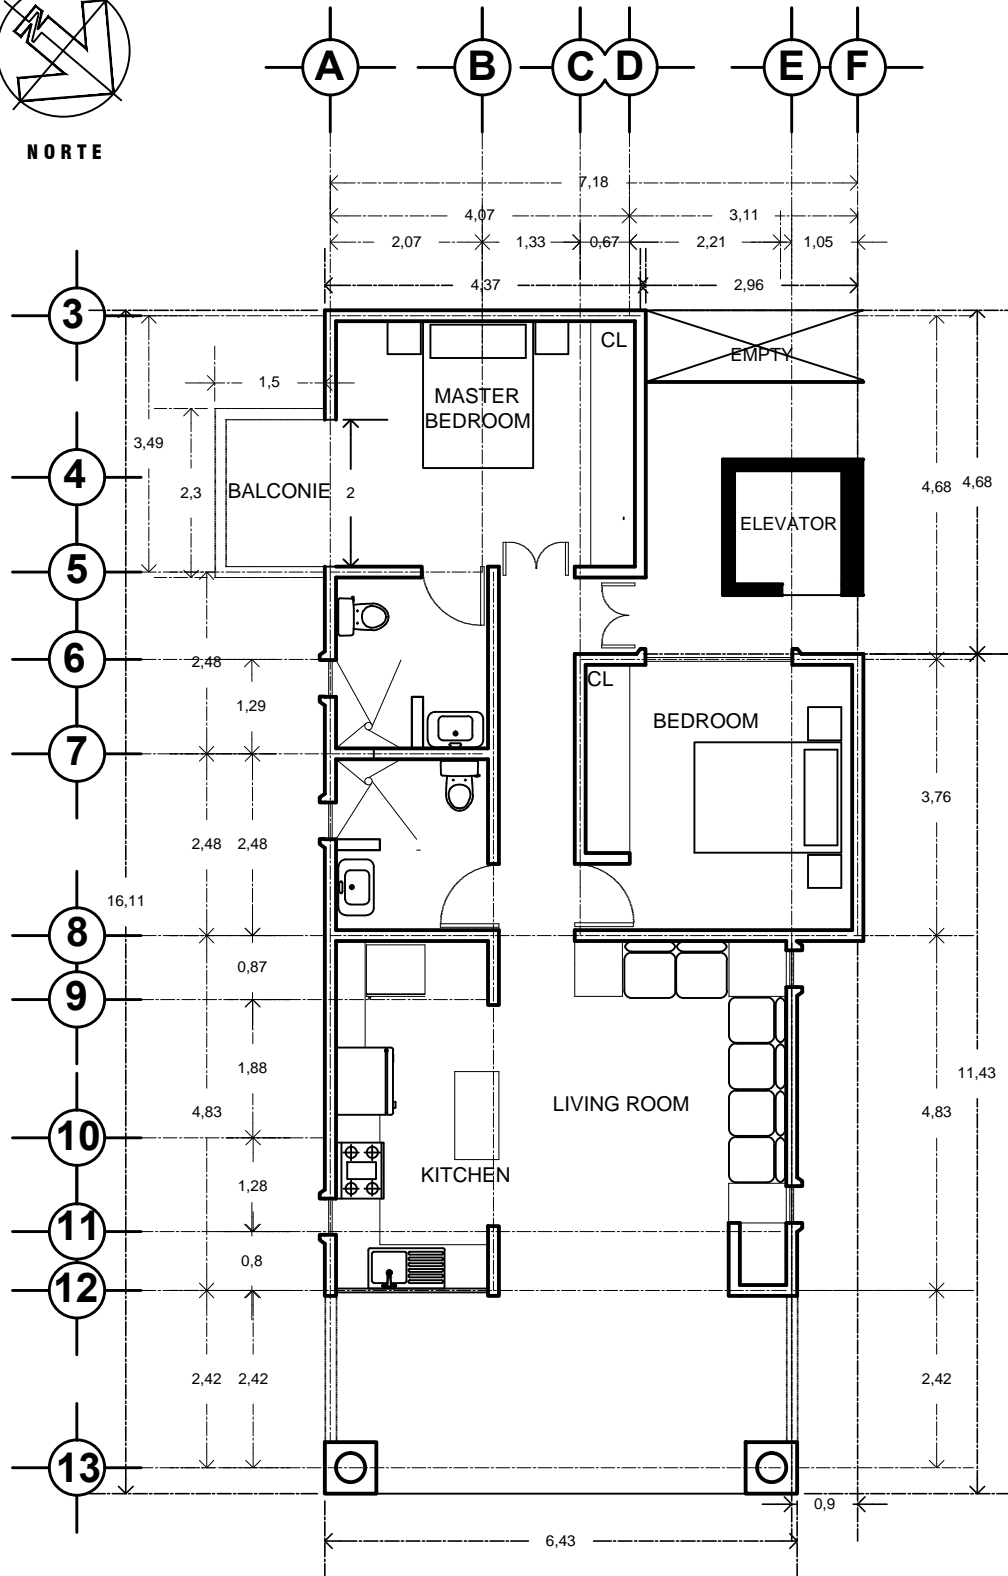 N
NORTE
A B C D E F
7,18
4,07 3,11
2,07 1,33 0,67 2,21 1,05
4,37 2,96
3
CL
EMPTY
1,5
MASTER
BEDROOM
3,49
4
2,3
BALCONIE
2
4,68
4,68
ELEVATOR
5
6
2,48
CL
1,29
BEDROOM
7
3,76
2,48
2,48
16,11
8
0,87
9
1,88
11,43
LIVING ROOM
4,83
4,83
10
KITCHEN
1,28
11
0,8
12
2,42
2,42
2,42
13
0,9
6,43